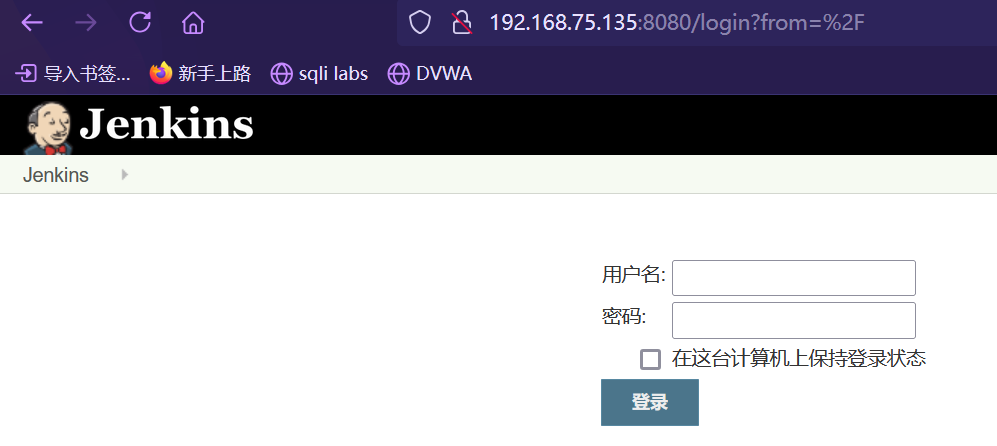 192.168.75.135:8080/login?from=%2F
导入书签... 新手上路 sqli labs DVWA
Jenkins
Jenkins
用户名:
密码:
在这台计算机上保持登录状态
登录